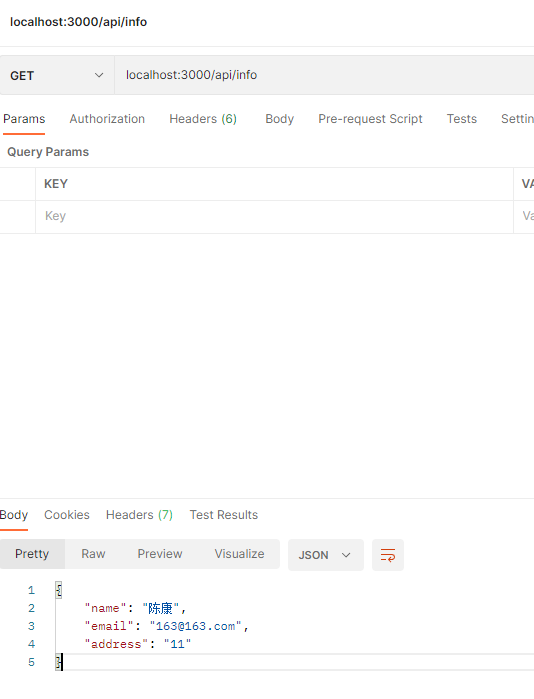 localhost:3000/api/info
GET localhost:3000/api/info
Params Authorization Headers (6) Body Pre-request Script Tests Settin
Query Params
KEY VA
Key Va
Body Cookies Headers (7) Test Results
Pretty Raw Preview Visualize JSON
1 {
2 "name": "陈康",
3 "email": "163@163.com",
4 "address": "11"
5 }